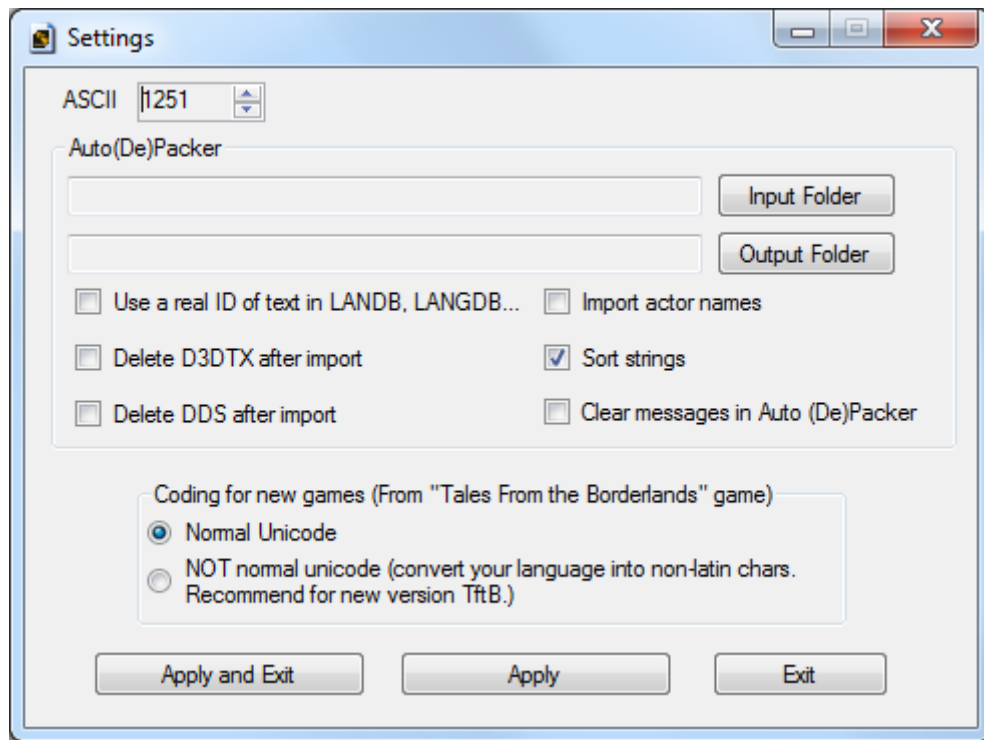 Settings
ASCII 1251
Auto(De)Packer
Input Folder
Output Folder
Use a real ID of text in LANDB, LANGDB...
Import actor names
Delete D3DTX after import
Sort strings
Delete DDS after import
Clear messages in Auto (De)Packer
Coding for new games (From "Tales From the Borderlands" game)
Normal Unicode
NOT normal unicode (convert your language into non-latin chars.
Recommend for new version TftB.)
Apply and Exit
Apply
Exit